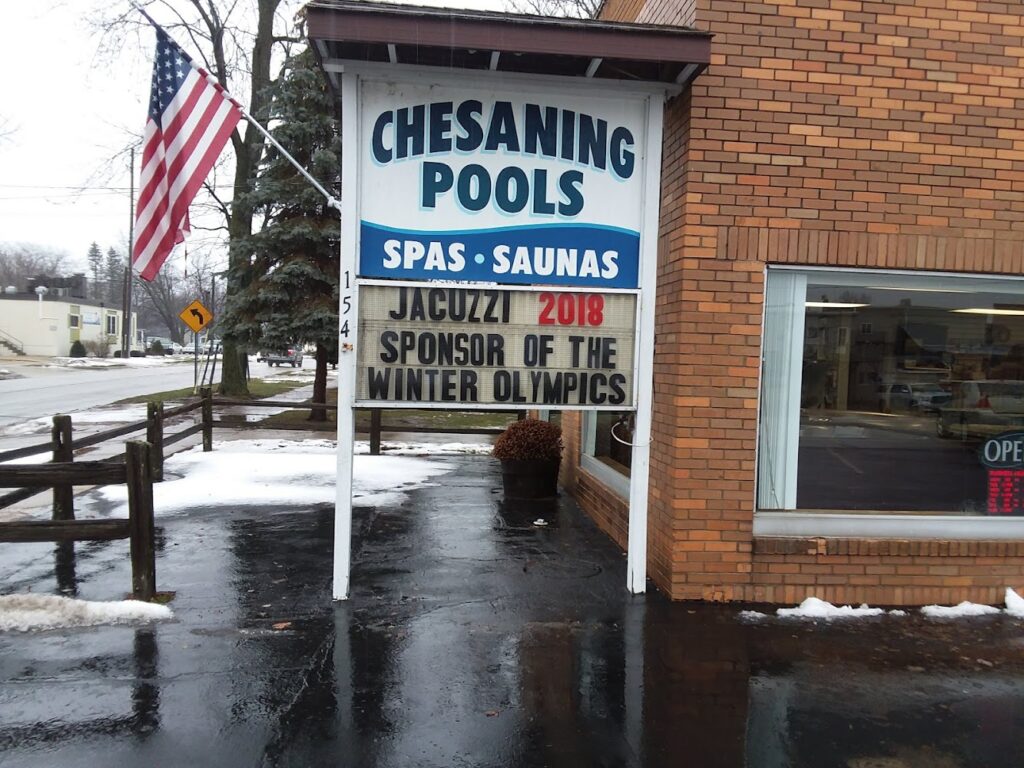 CHESANING
POOLS
SPAS • SAUNAS
154
JACUZZI 2018
SPONSOR OF THE
WINTER OLYMPICS
OPE